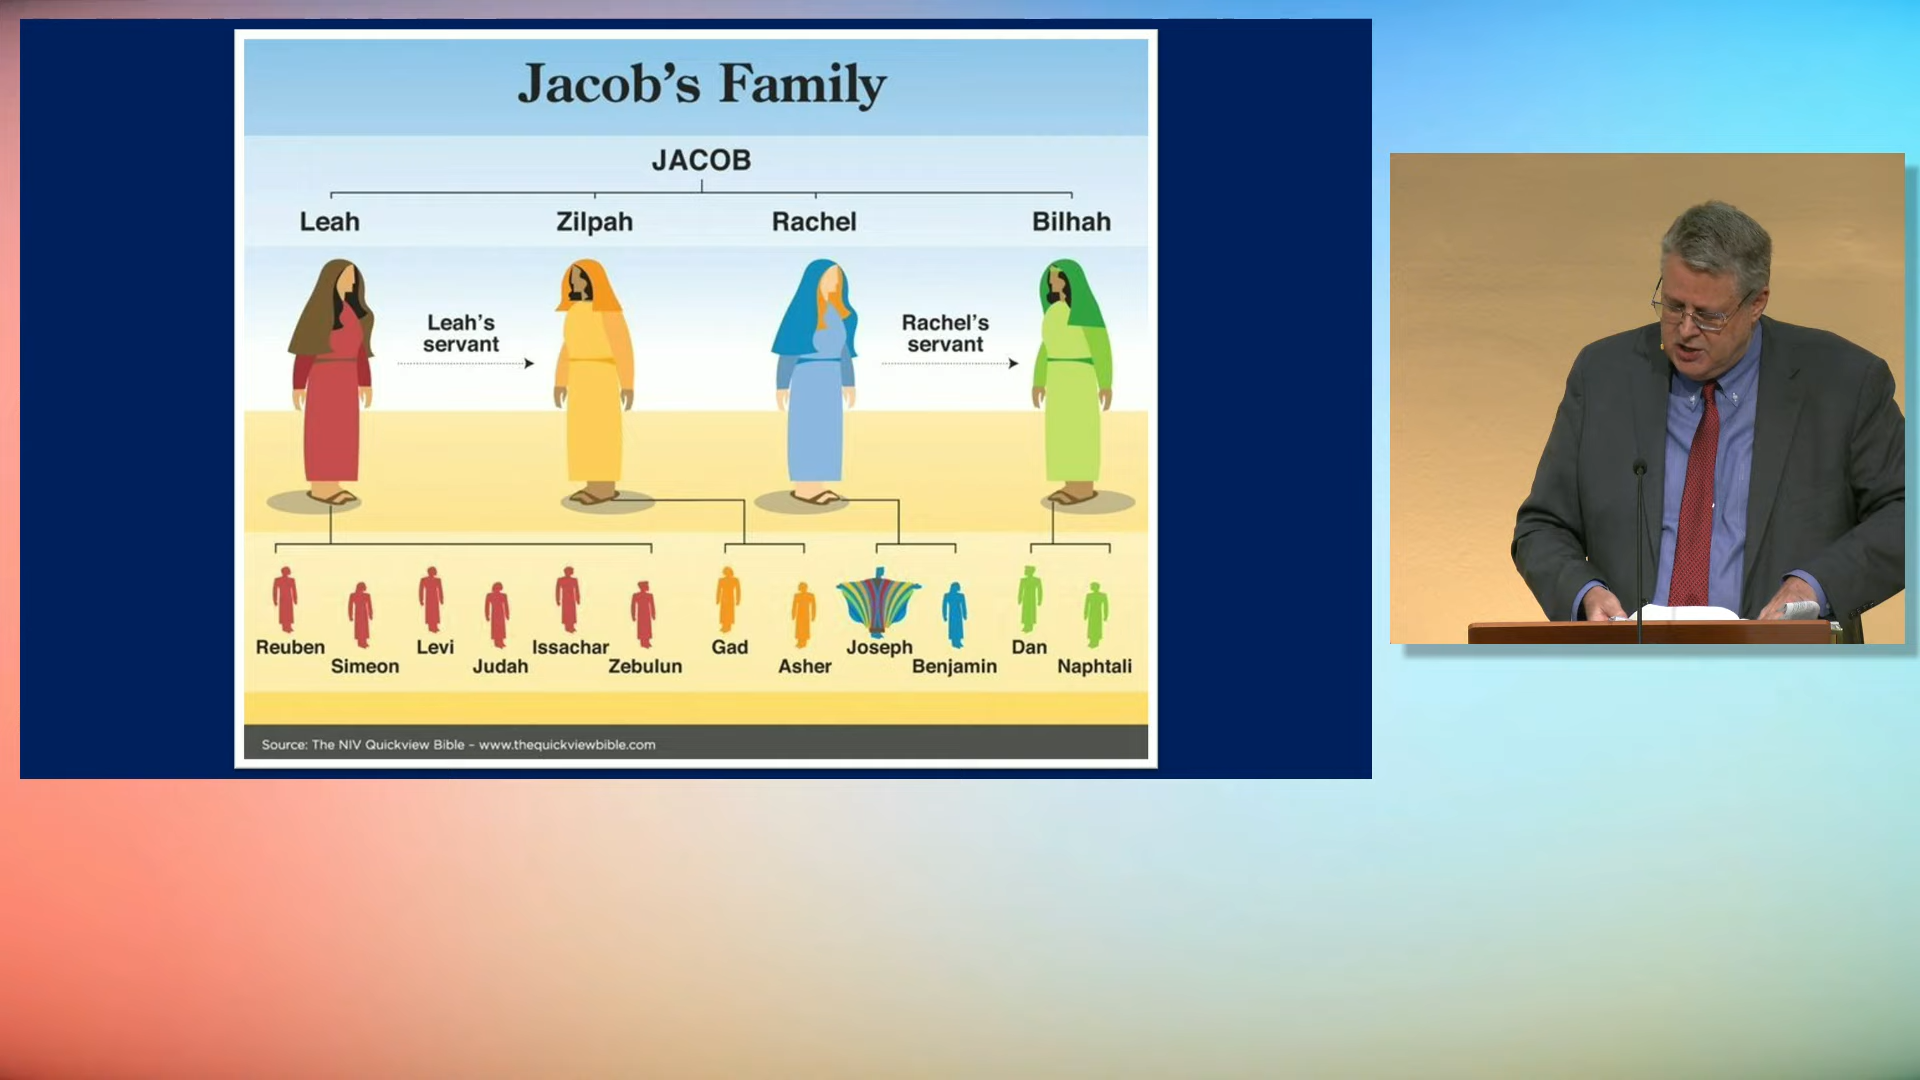 Jacob's Family
JACOB
Leah Zilpah Rachel Bilhah
Leah's
servant
Rachel's
servant
Reuben Simeon Levi Judah Issachar Zebulun Gad Asher Joseph Benjamin Dan Naphtali
Source: The NIV Quickview Bible - www.thequickviewbible.com